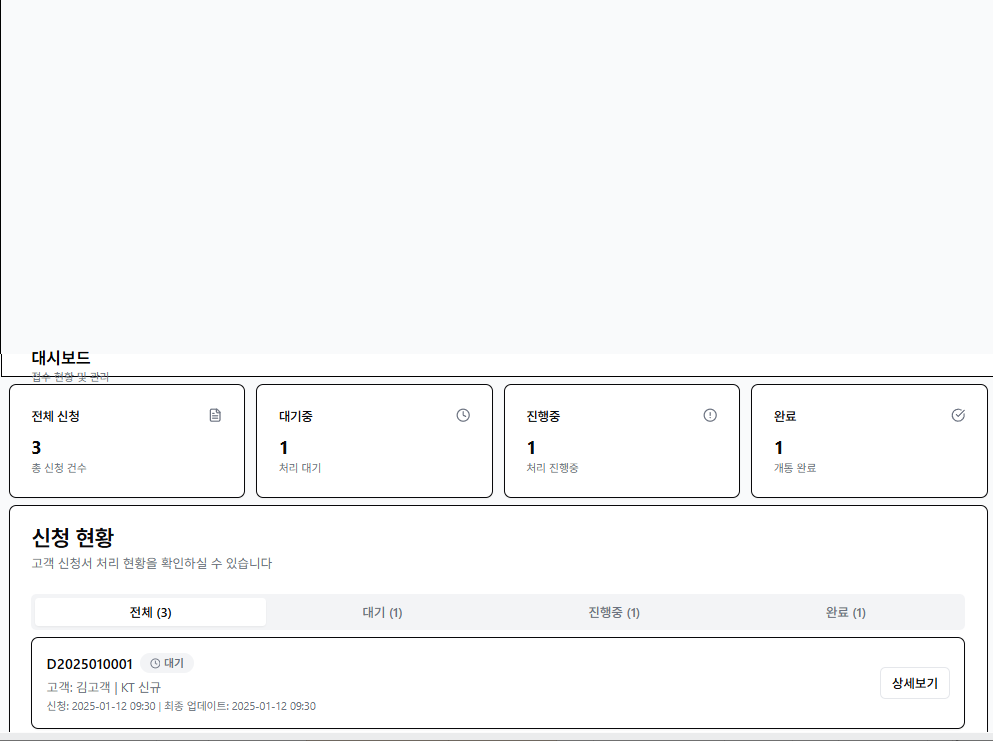 대시보드
접수 현황 및 관리
전체 신청
3
총 신청 건수
대기중
1
처리 대기
진행중
1
처리 진행중
완료
1
개통 완료
신청 현황
고객 신청서 처리 현황을 확인하실 수 있습니다
전체 (3)
대기 (1)
진행중 (1)
완료 (1)
D2025010001 대기
고객: 김고객 | KT 신규
신청: 2025-01-12 09:30 | 최종 업데이트: 2025-01-12 09:30
상세보기